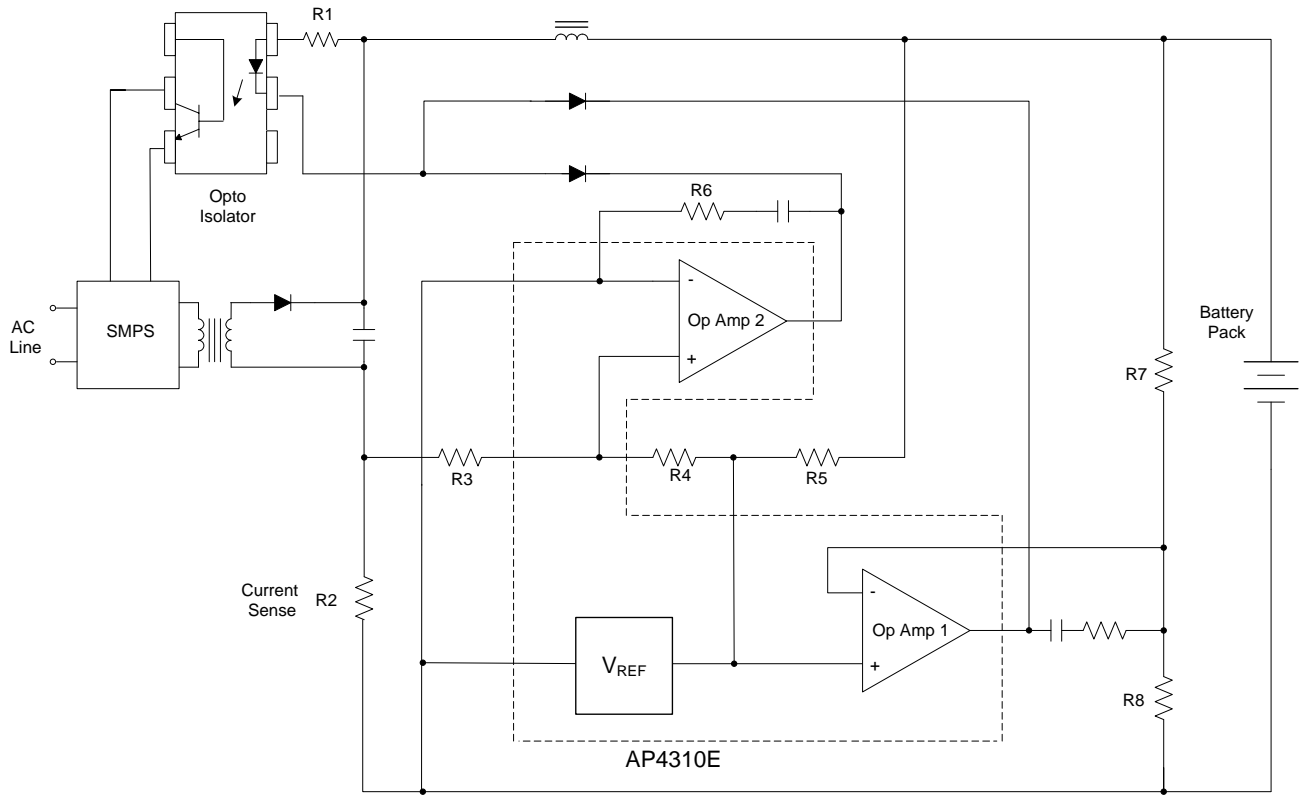 R1
Opto
Isolator
R6
-
Op Amp 2
+
AC
Line
SMPS
Battery
Pack
R7
R3
R4
R5
Current
Sense
R2
-
Op Amp 1
+
VREF
R8
AP4310E